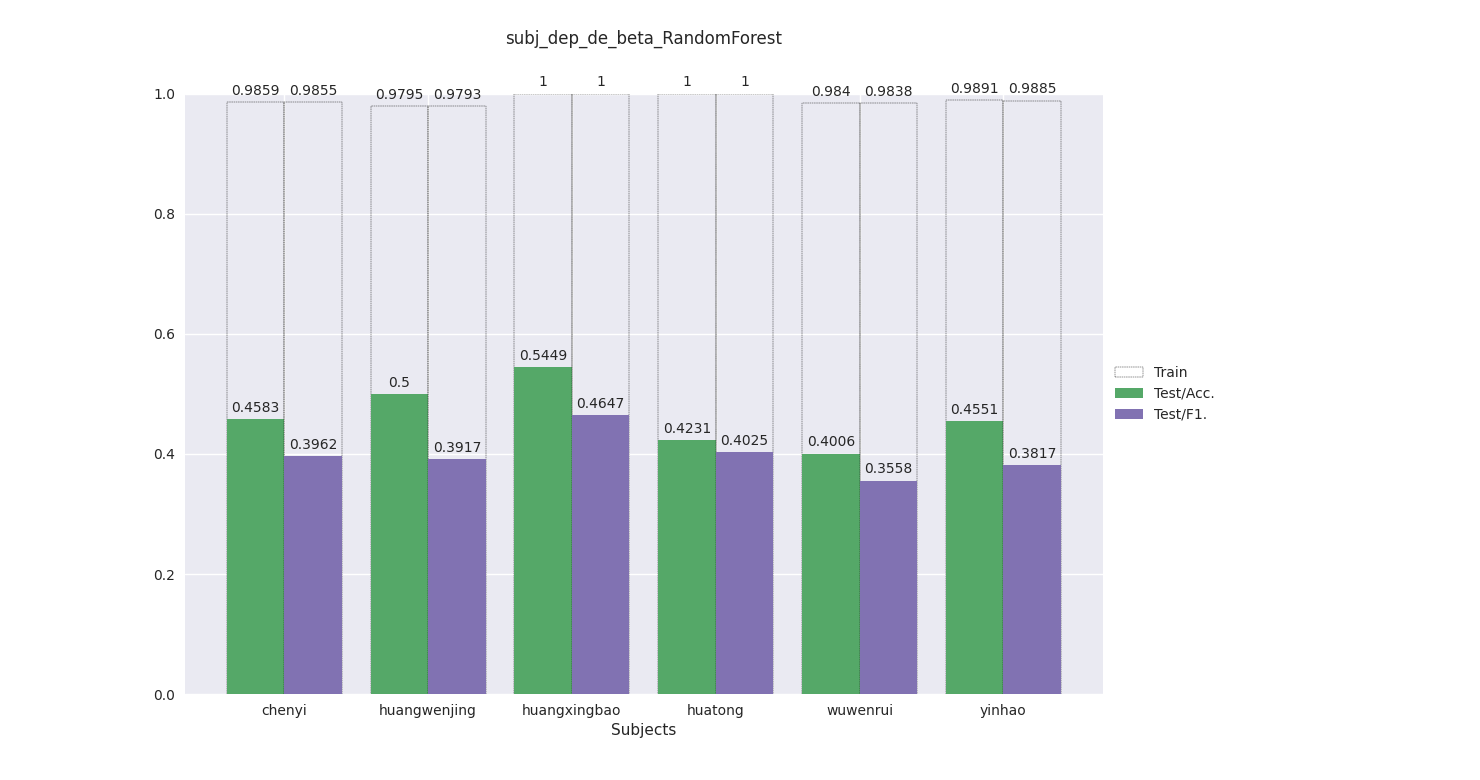 subj_dep_de_beta_RandomForest
0.9859 0.9855 0.9795 0.9793 1 1 1 1 0.984 0.9838 0.9891 0.9885
1.0
0.8
0.6
0.4
0.2
0.0
0.4583 0.3962 0.5 0.3917 0.5449 0.4647 0.4231 0.4025 0.4006 0.3558 0.4551 0.3817
chenyi huangwenjing huangxingbao huatong wuwenrui yinhao
Subjects
Train
Test/Acc.
Test/F1.